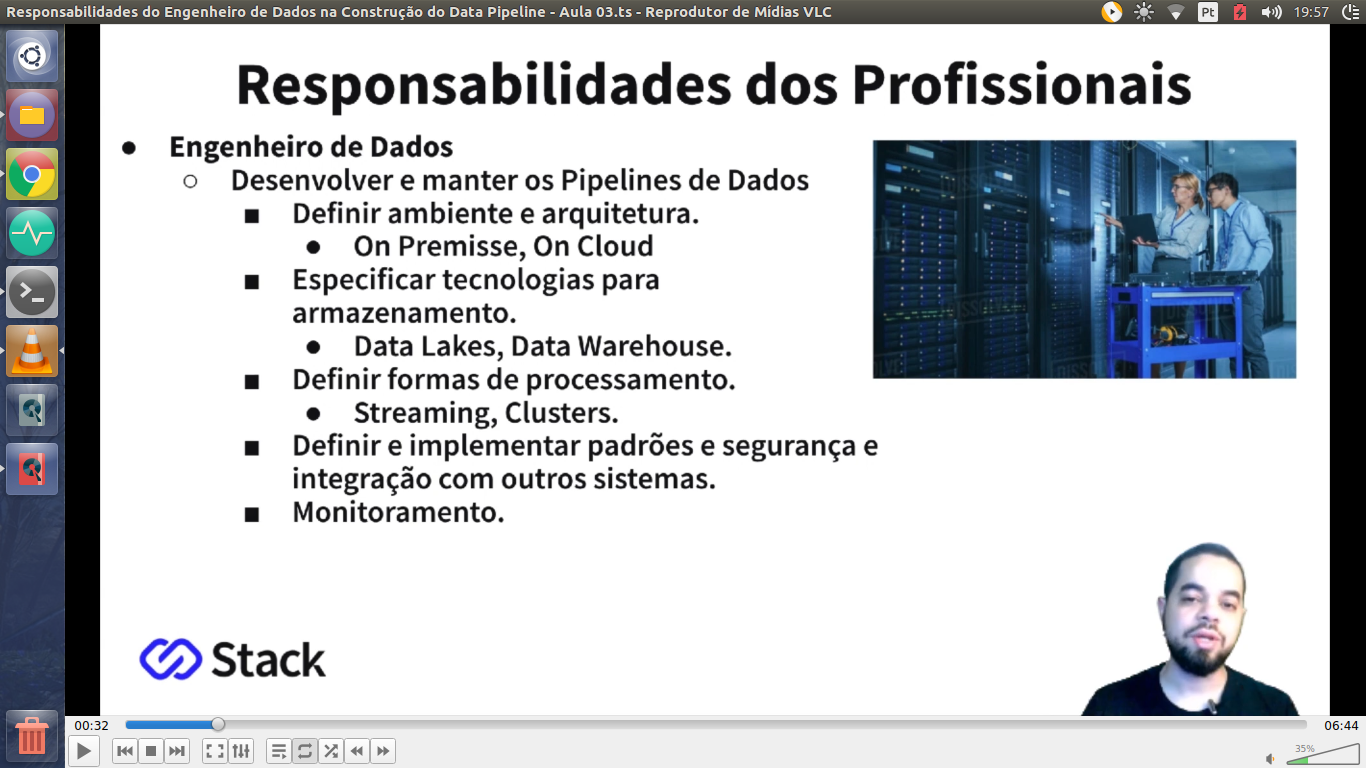 Responsabilidades do Engenheiro de Dados na Construção do Data Pipeline - Aula 03.ts - Reprodutor de Mídias VLC
Pt
19:57
Responsabilidades dos Profissionais
Engenheiro de Dados
Desenvolver e manter os Pipelines de Dados
Definir ambiente e arquitetura.
On Premisse, On Cloud
Especificar tecnologias para
armazenamento.
Data Lakes, Data Warehouse.
Definir formas de processamento.
Streaming, Clusters.
Definir e implementar padrões e segurança e
integração com outros sistemas.
Monitoramento.
Stack
00:32
06:44
35%